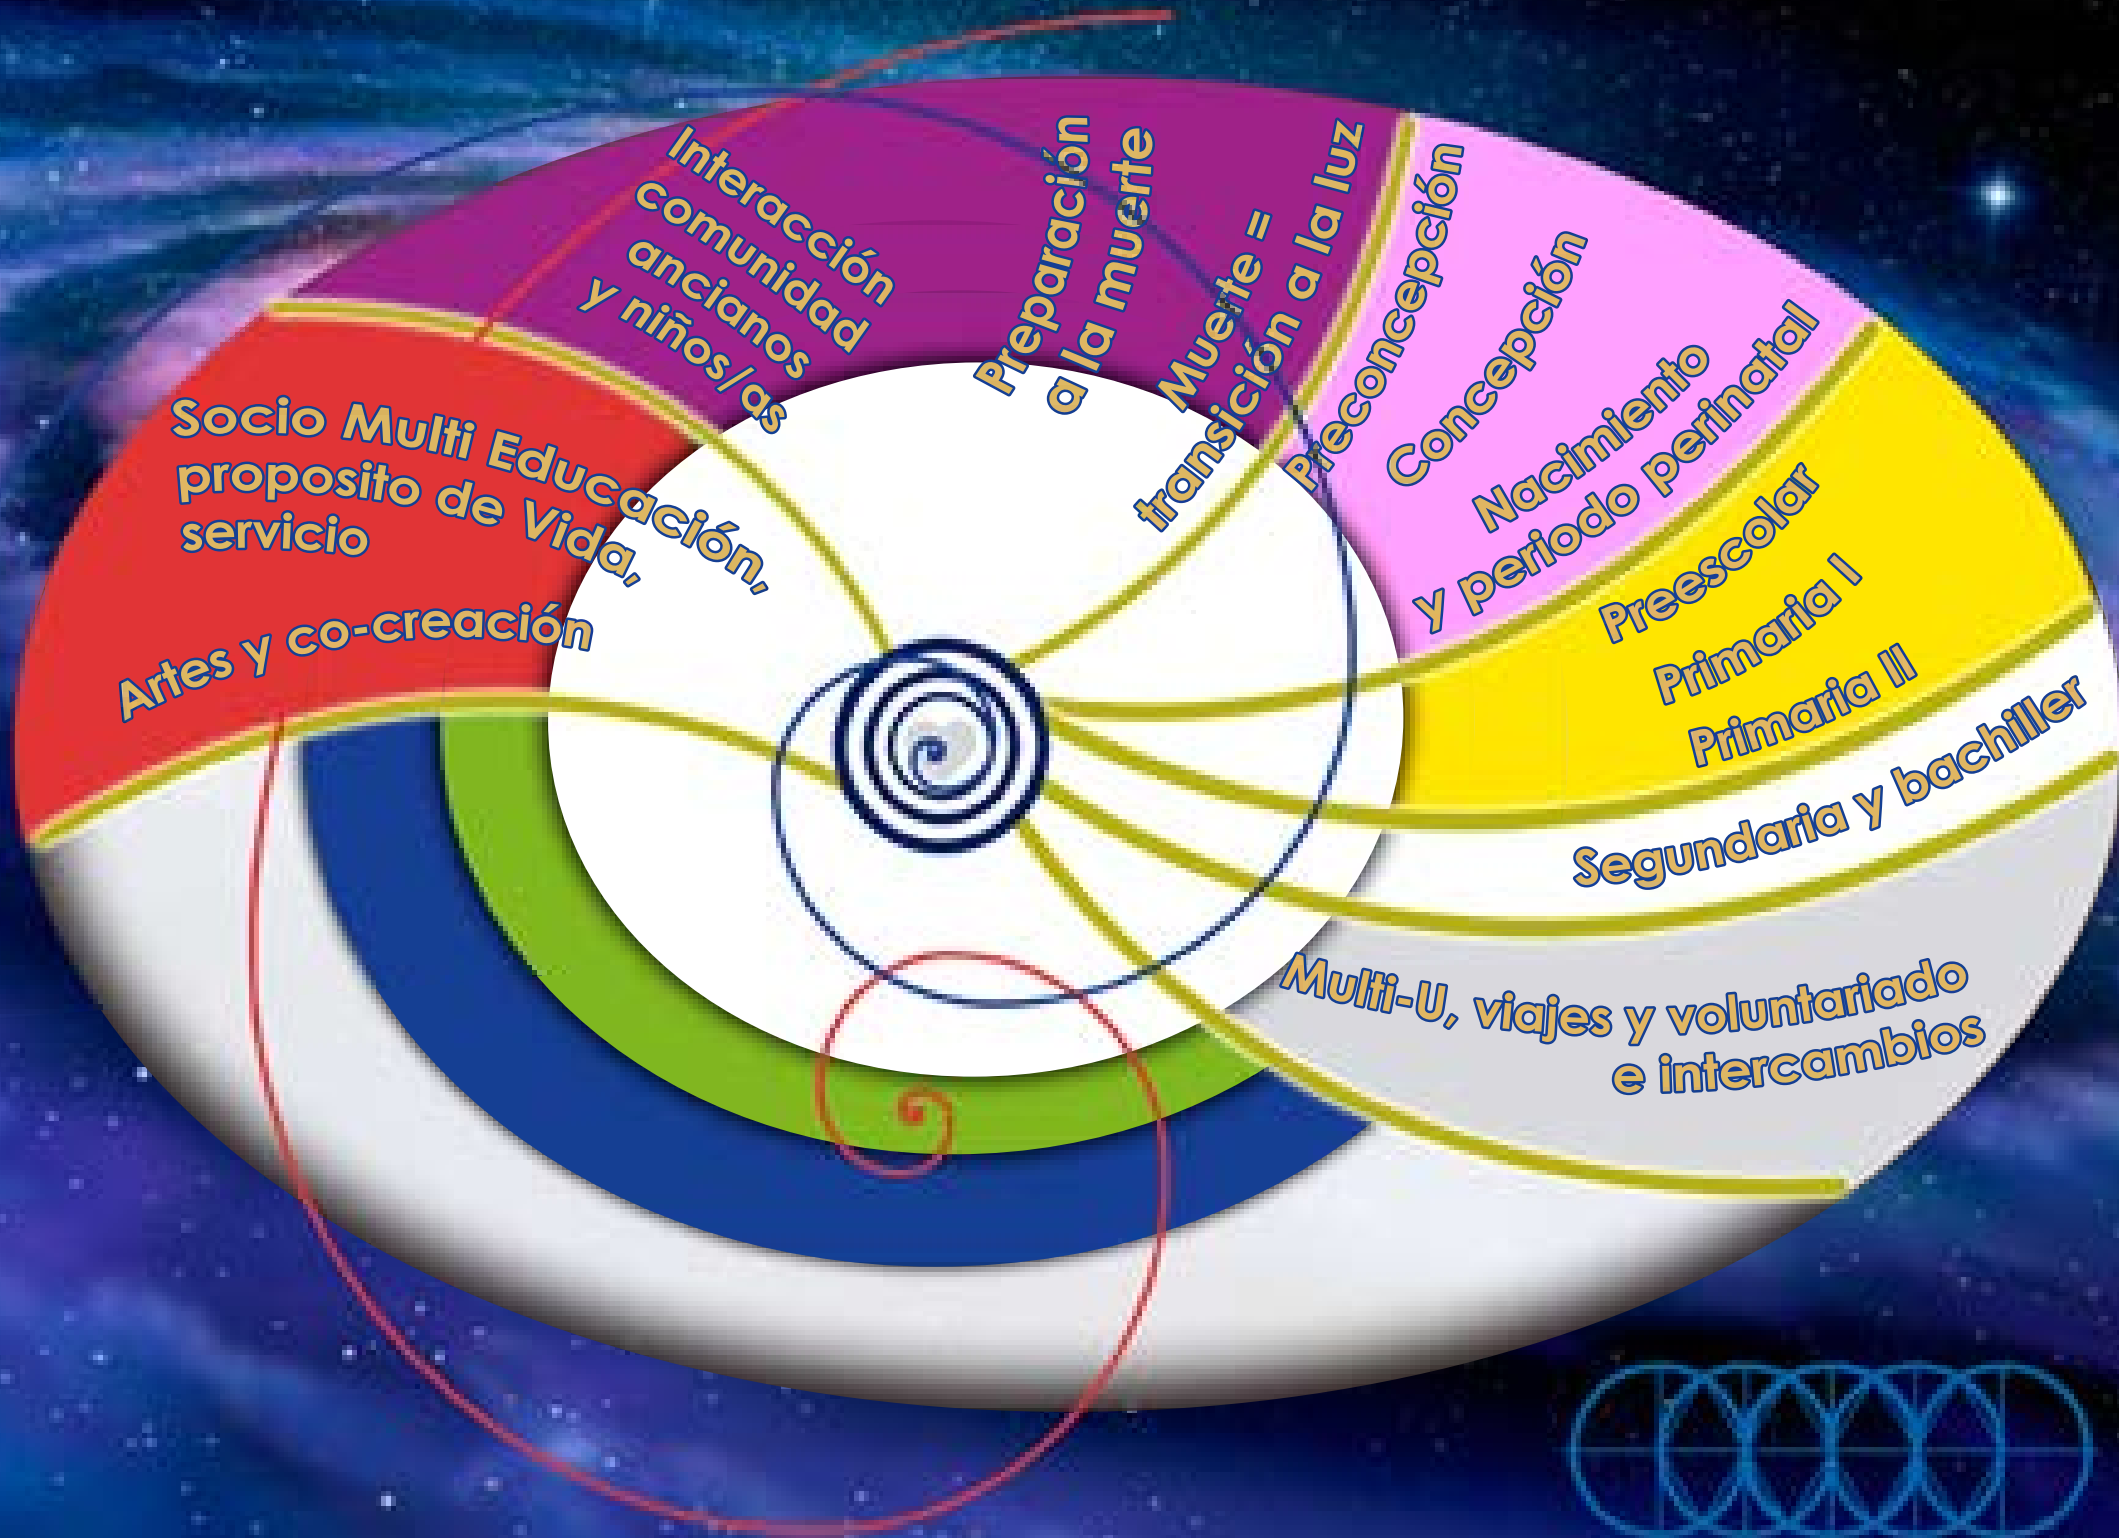 Interacción
comunidad
ancianos
y niños/as
Preparación
a la muerte
Muerte =
transición a la luz
Preconcepción
Concepción
Nacimiento
y periodo perinatal
Preescolar
Primaria I
Primaria II
Segundaria y bachiller
Multi-U, viajes y voluntariado
e intercambios
Socio Multi Educación,
proposito de Vida,
servicio
Artes y co-creación